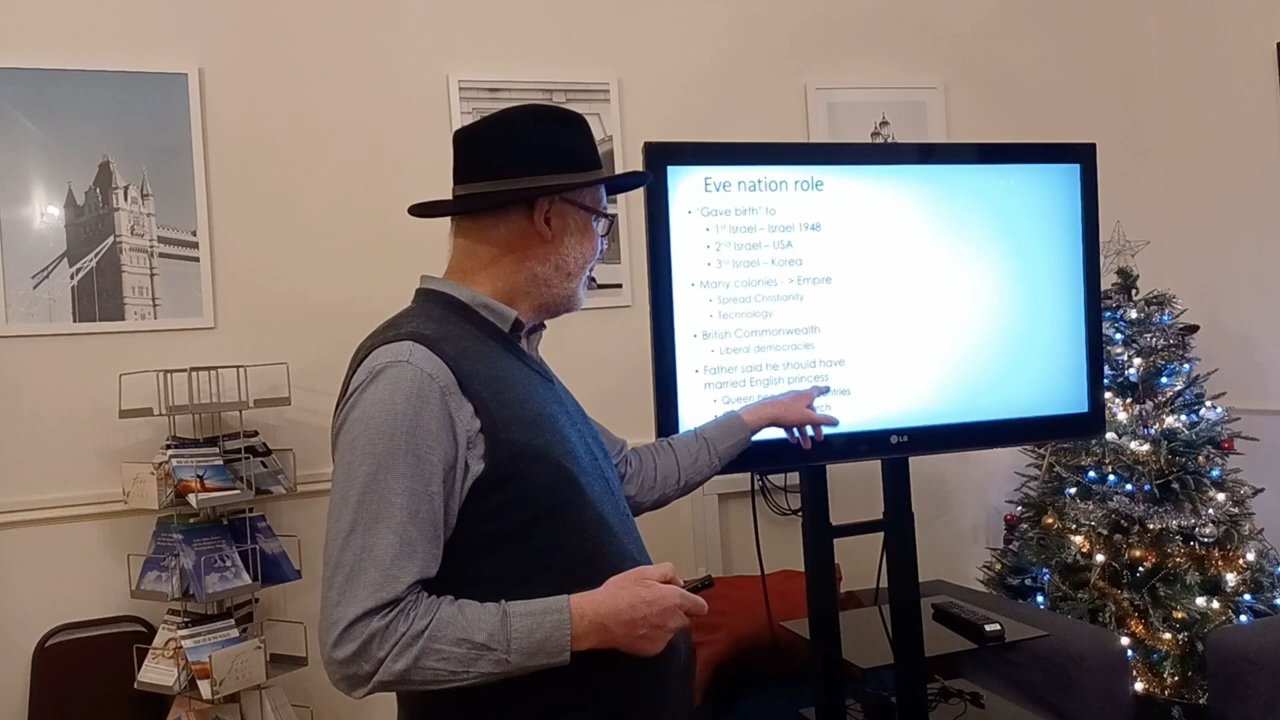 Eve nation role
• 'Gave birth' to
• 1st Israel – Israel 1948
• 2nd Israel – USA
• 3rd Israel – Korea
• Many colonies - > Empire
• Spread Christianity
• Technology
• British Commonwealth
• Liberal democracies
• Father said he should have
married English princess
• Queen
LG